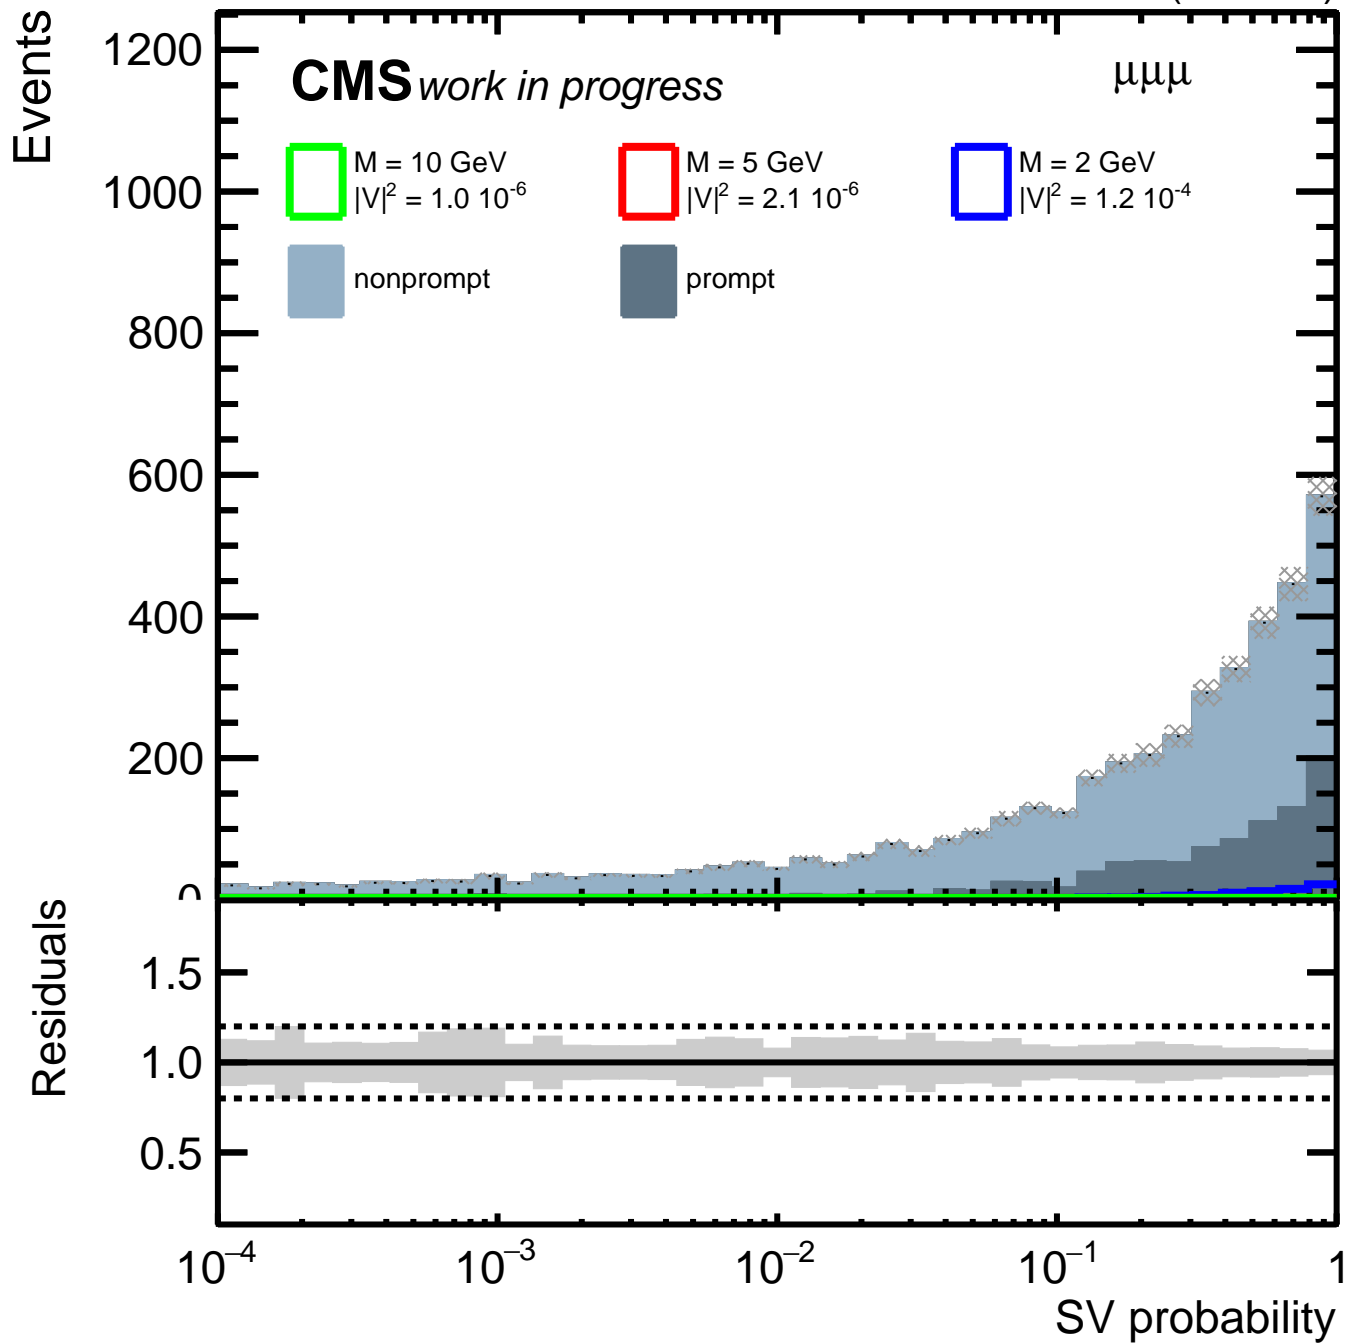 CMS work in progress
μμμ
M = 10 GeV
|V|² = 1.0 10⁻⁶
M = 5 GeV
|V|² = 2.1 10⁻⁶
M = 2 GeV
|V|² = 1.2 10⁻⁴
nonprompt
prompt
Events
1200
1000
800
600
400
200
0
Residuals
1.5
1.0
0.5
10⁻⁴
10⁻³
10⁻²
10⁻¹
1
SV probability